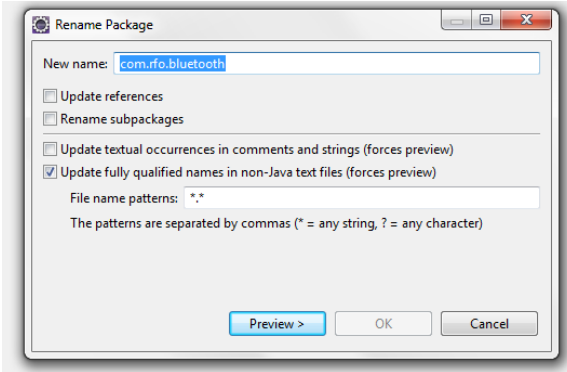 Rename Package
New name: com.rfo.bluetooth
Update references
Rename subpackages
Update textual occurrences in comments and strings (forces preview)
Update fully qualified names in non-Java text files (forces preview)
File name patterns: *.*
The patterns are separated by commas (* = any string, ? = any character)
Preview > OK Cancel